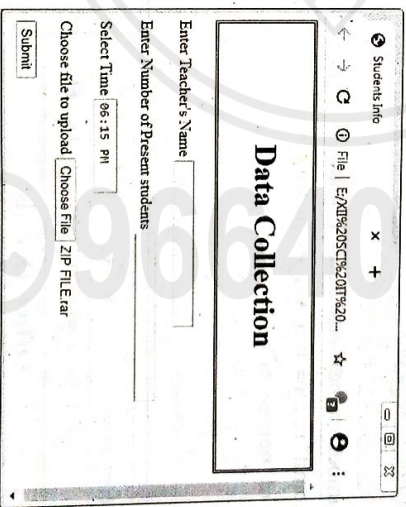 Students Info
File | E:/XII%20SCI%20IT%20...
Data Collection
Enter Teacher's Name
Enter Number of Present students
Select Time 06:15 PM
Choose file to upload Choose File ZIP FILE.rar
Submit
96640